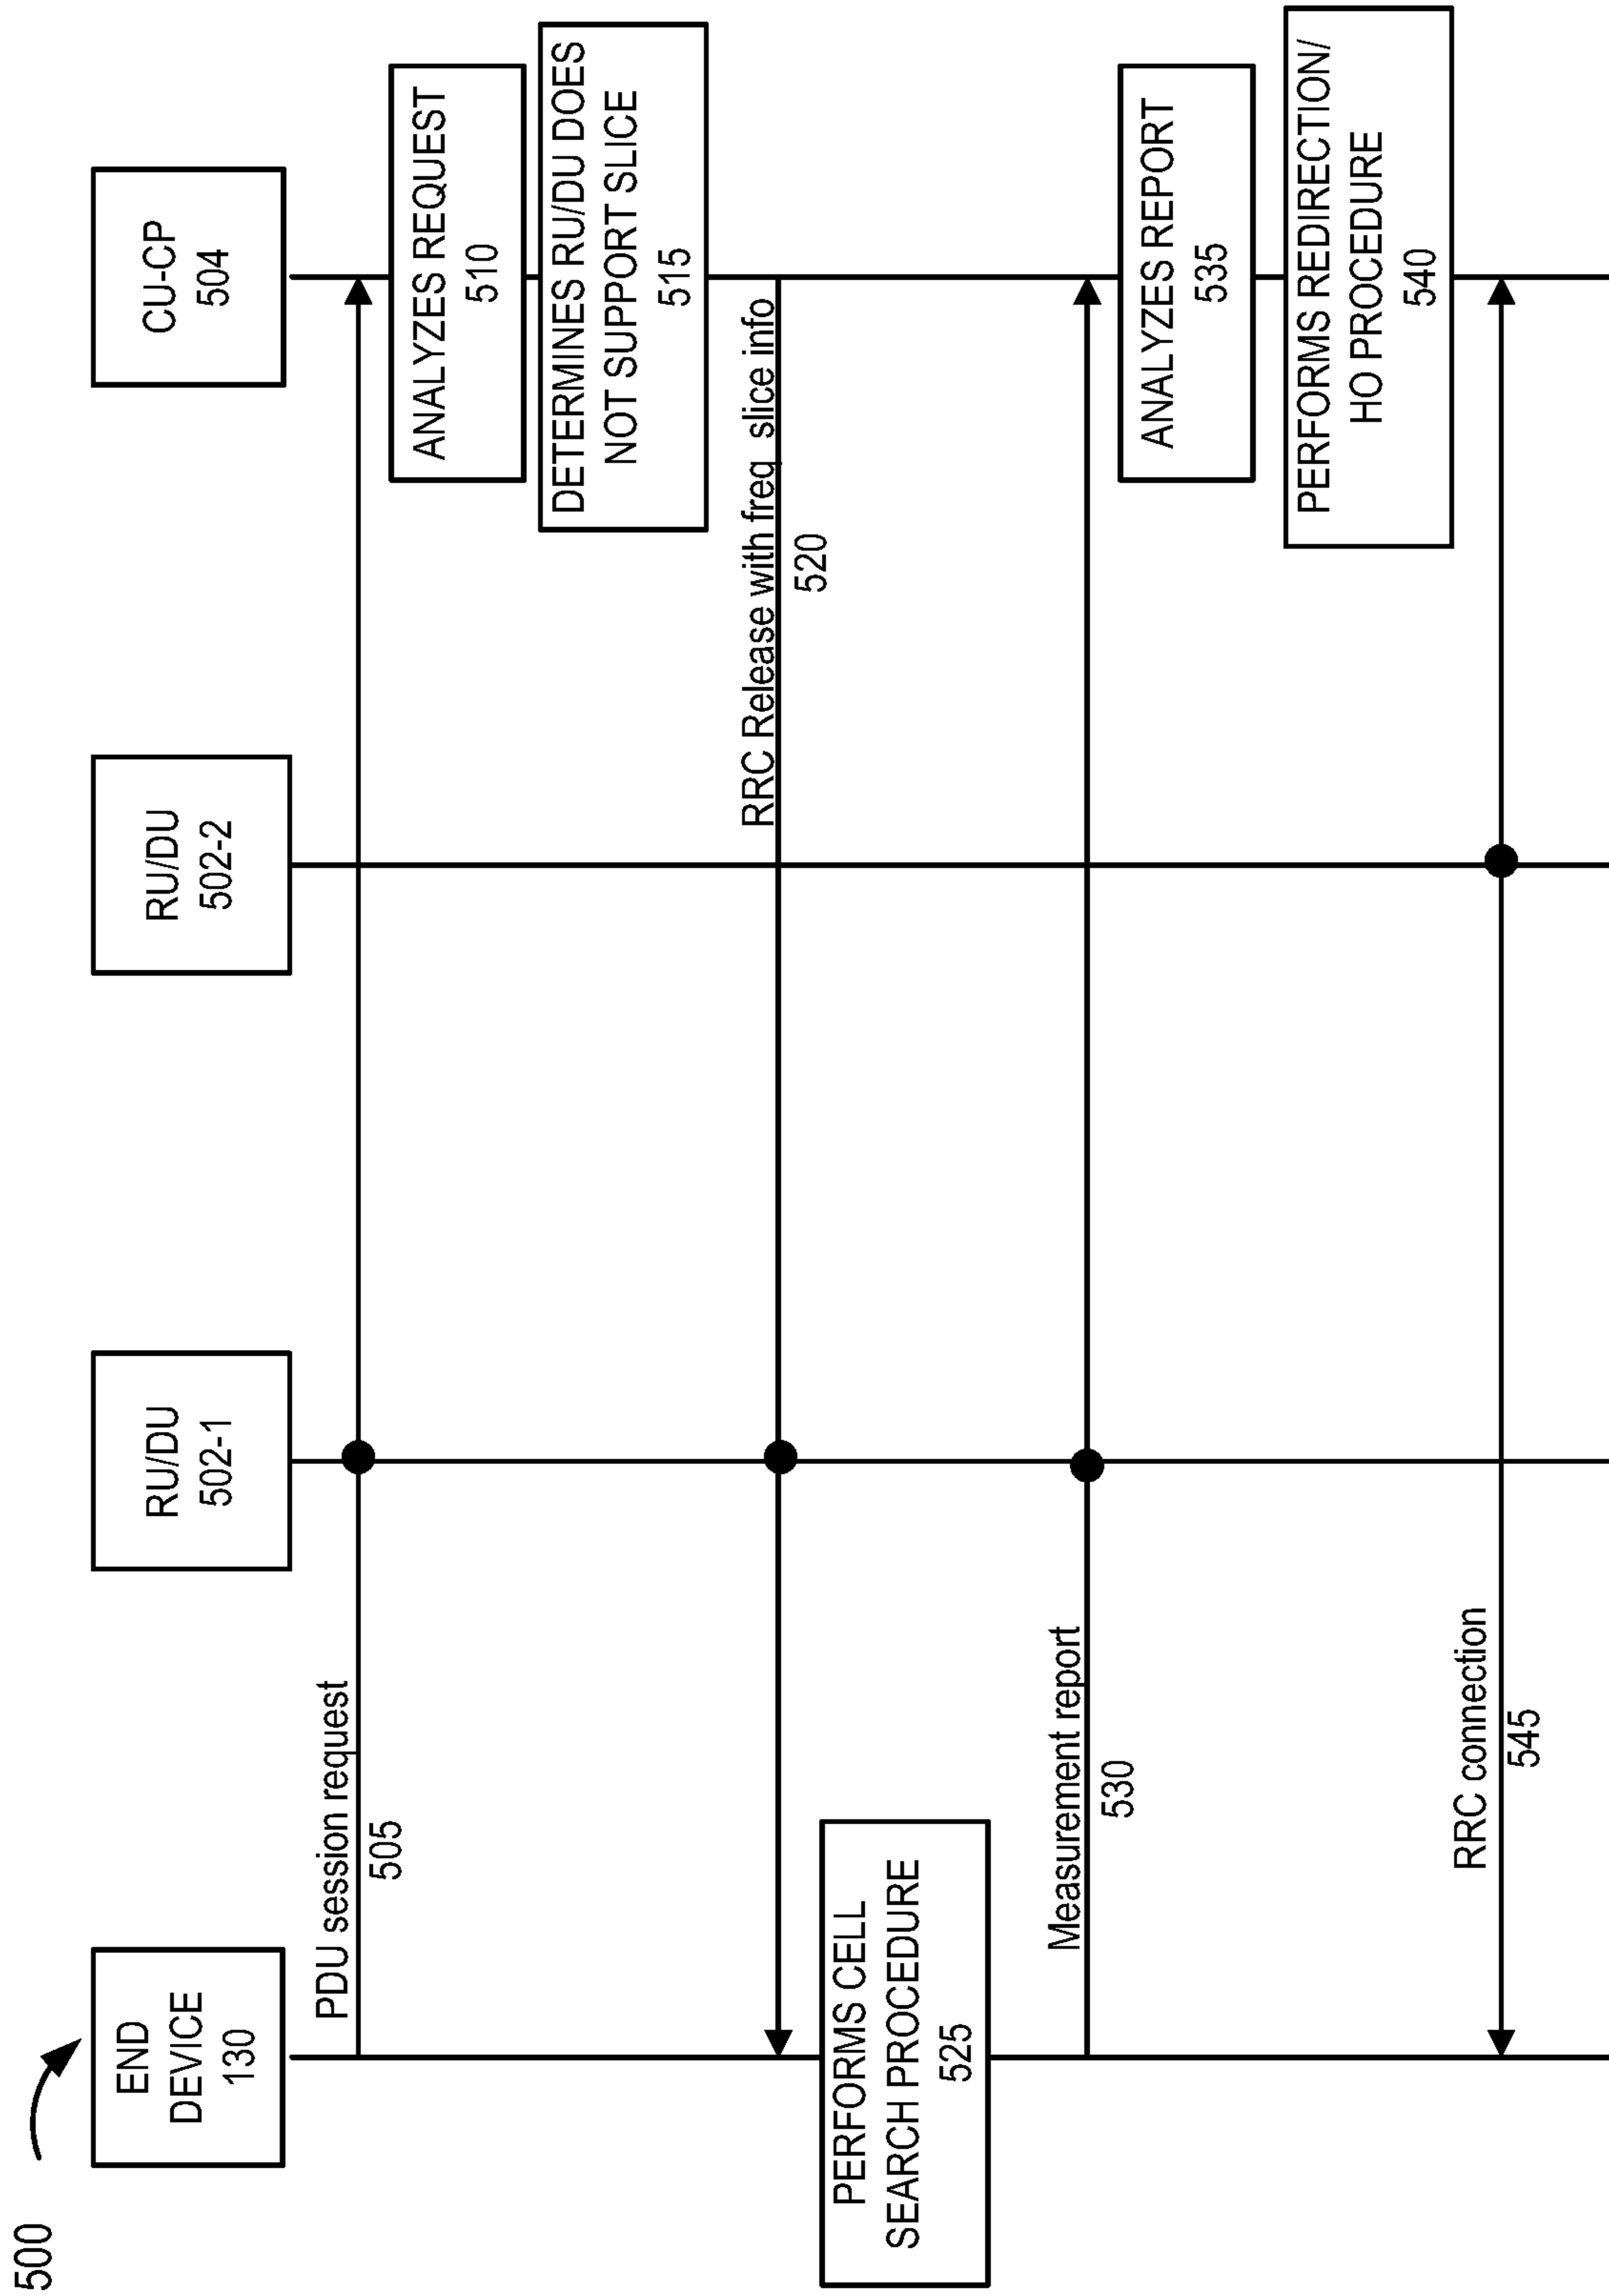 500
END
DEVICE
130
RU/DU
502-1
RU/DU
502-2
CU-CP
504
PDU session request
505
ANALYZES REQUEST
510
DETERMINES RU/DU DOES
NOT SUPPORT SLICE
515
RRC Release with freq slice info
520
PERFORMS CELL
SEARCH PROCEDURE
525
Measurement report
530
ANALYZES REPORT
535
PERFORMS REDIRECTION/
HO PROCEDURE
540
RRC connection
545